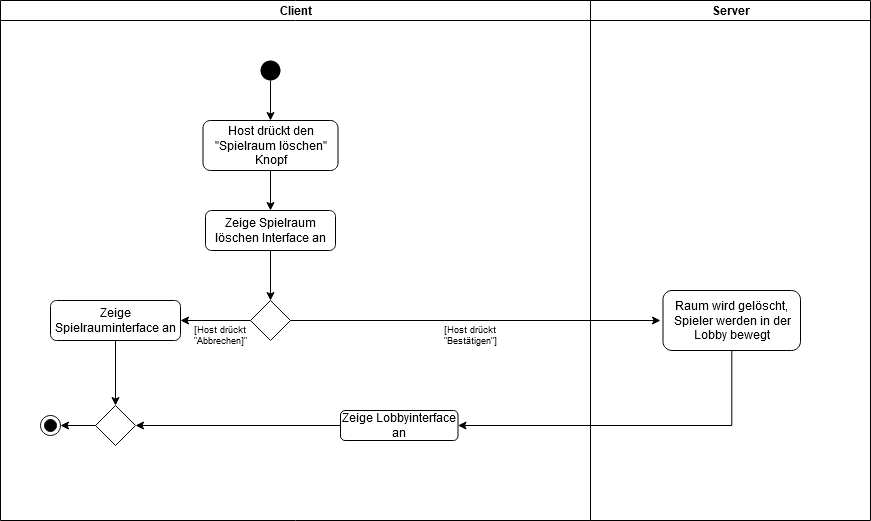 Client
Server
Host drückt den
"Spielraum löschen"
Knopf
Zeige Spielraum
löschen Interface an
Zeige
Spielrauminterface an
[Host drückt
"Abbrechen]"
[Host drückt
"Bestätigen"]
Raum wird gelöscht,
Spieler werden in der
Lobby bewegt
Zeige Lobbyinterface
an